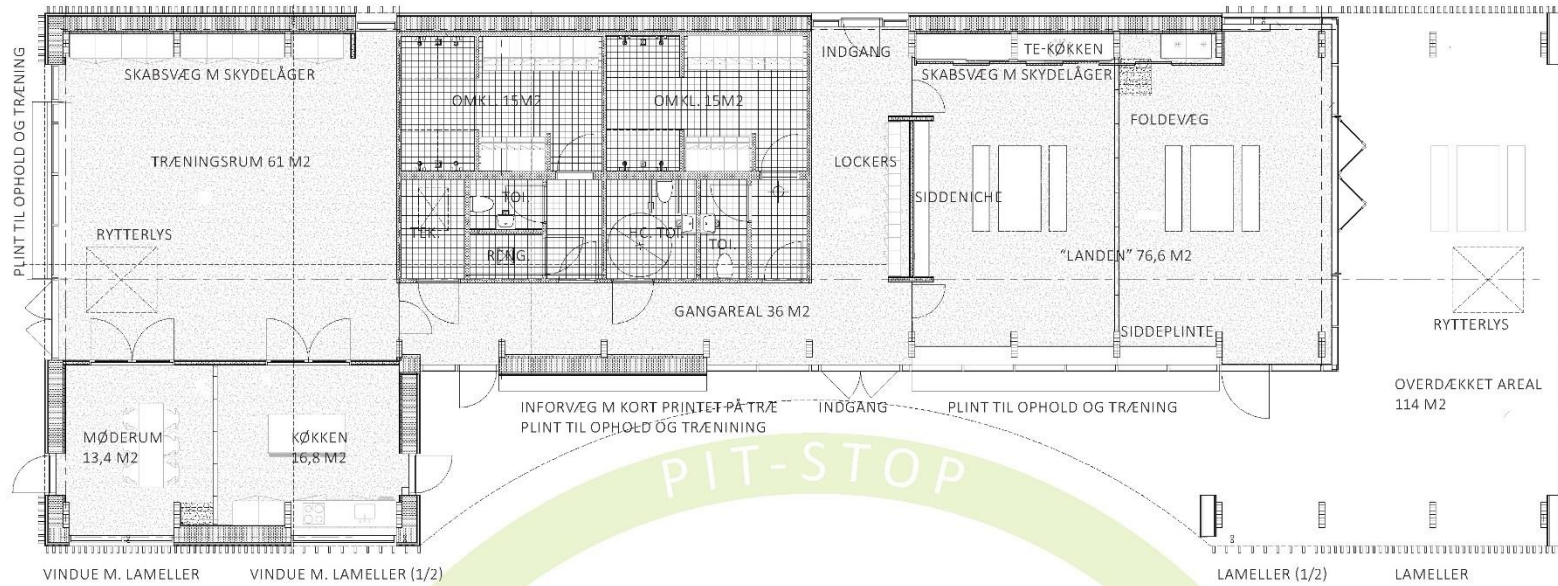 INDGANG
TE-KØKKEN
SKABSVÆG M SKYDELÅGER
SKABSVÆG M SKYDELÅGER
PLINT TIL OPHOLD OG TRÆNING
OMKL. 15M2
OMKL. 15M2
FOLDEVÆG
TRÆNINGSRUM 61 M2
LOCKERS
SIDDENICHE
TOI.
RYTTERLYS
TEK.
HC. TOI.
TOI.
RENG.
"LANDEN" 76,6 M2
GANGAREAL 36 M2
SIDDEPLINTE
RYTTERLYS
OVERDÆKKET AREAL
114 M2
INFORVÆG M KORT PRINTET PÅ TRÆ
PLINT TIL OPHOLD OG TRÆNINING
INDGANG
PLINT TIL OPHOLD OG TRÆNING
MØDERUM
13,4 M2
KØKKEN
16,8 M2
PIT-STOP
VINDUE M. LAMELLER
VINDUE M. LAMELLER (1/2)
LAMELLER (1/2)
LAMELLER